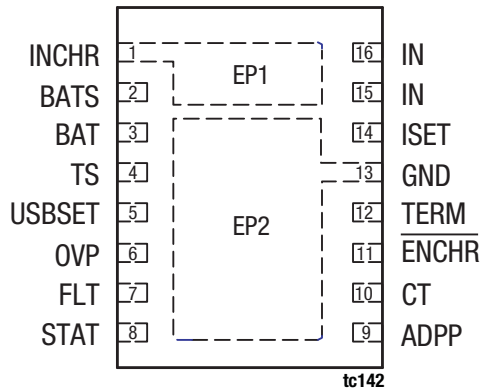 INCHR 1 EP1 16 IN
BATS 2 15 IN
BAT 3 14 ISET
TS 4 13 GND
USBSET 5 EP2 12 TERM
OVP 6 11 ENCHR
FLT 7 10 CT
STAT 8 9 ADPP
tc142